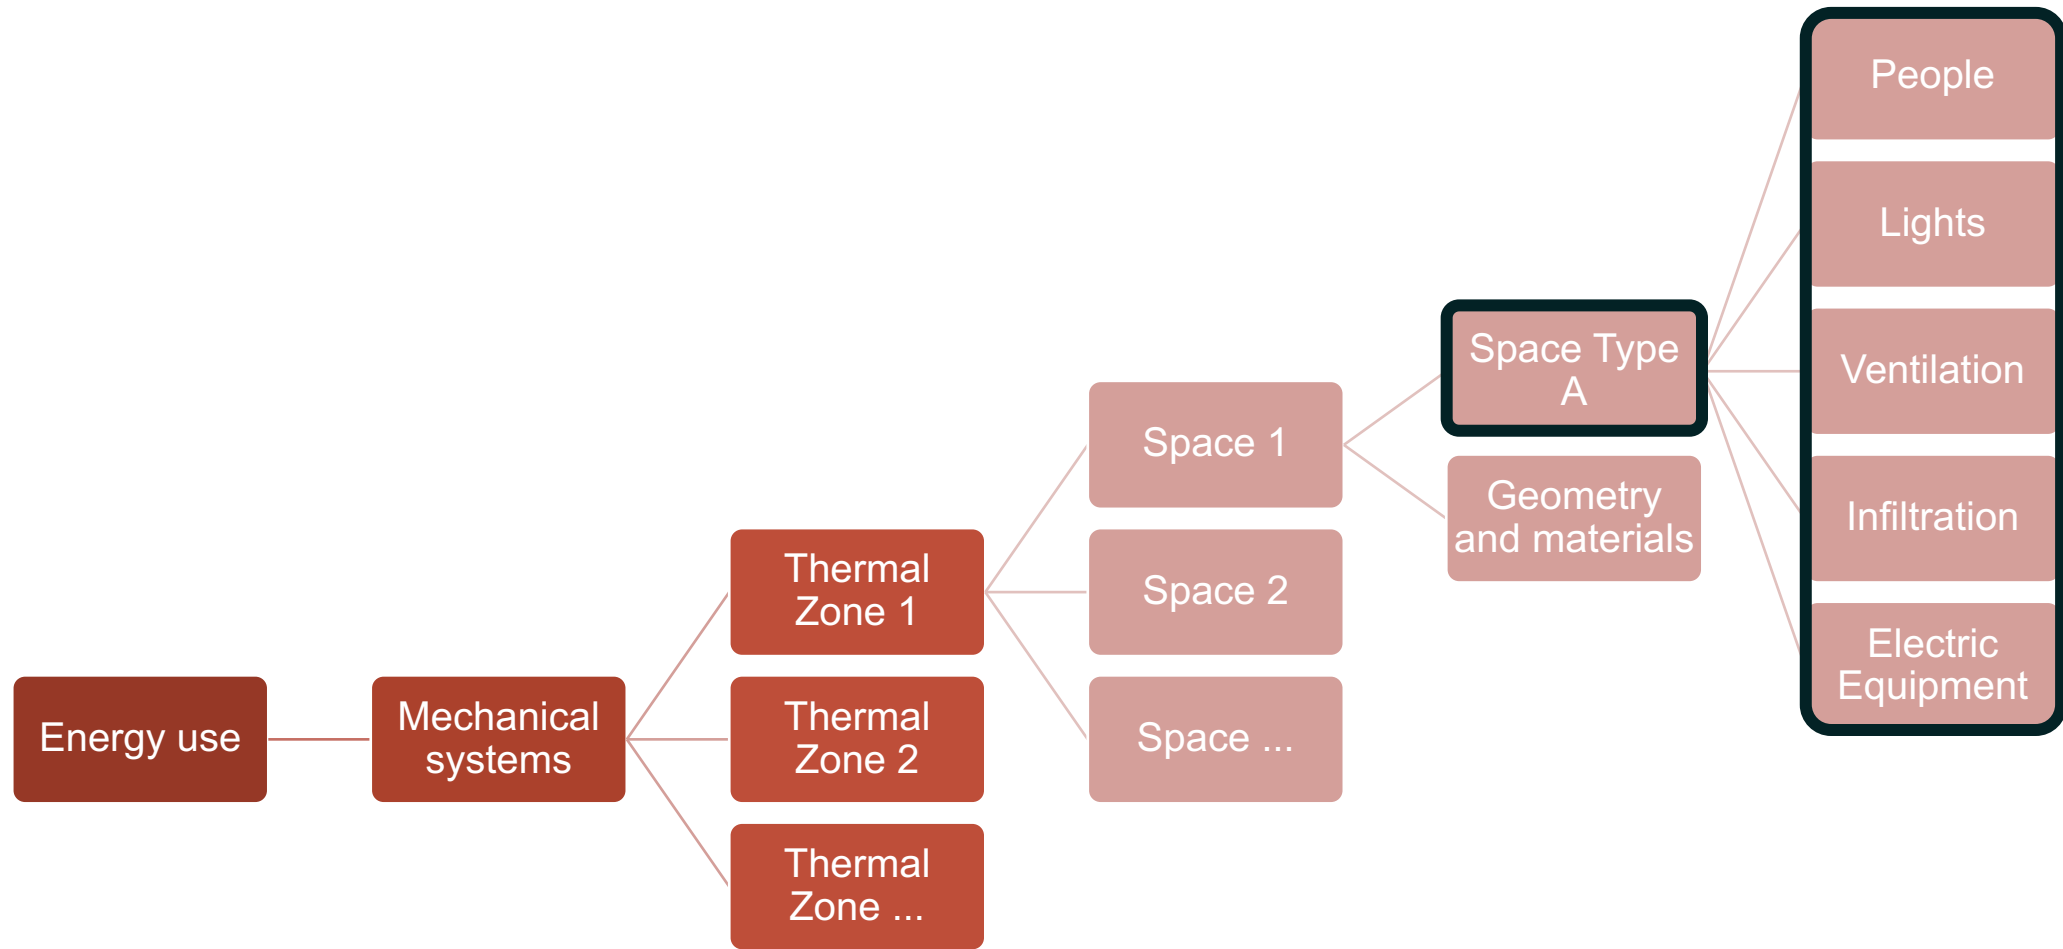 Energy use
Mechanical
systems
Thermal
Zone 1
Thermal
Zone 2
Thermal
Zone ...
Space 1
Space 2
Space ...
Space Type
A
Geometry
and materials
People
Lights
Ventilation
Infiltration
Electric
Equipment